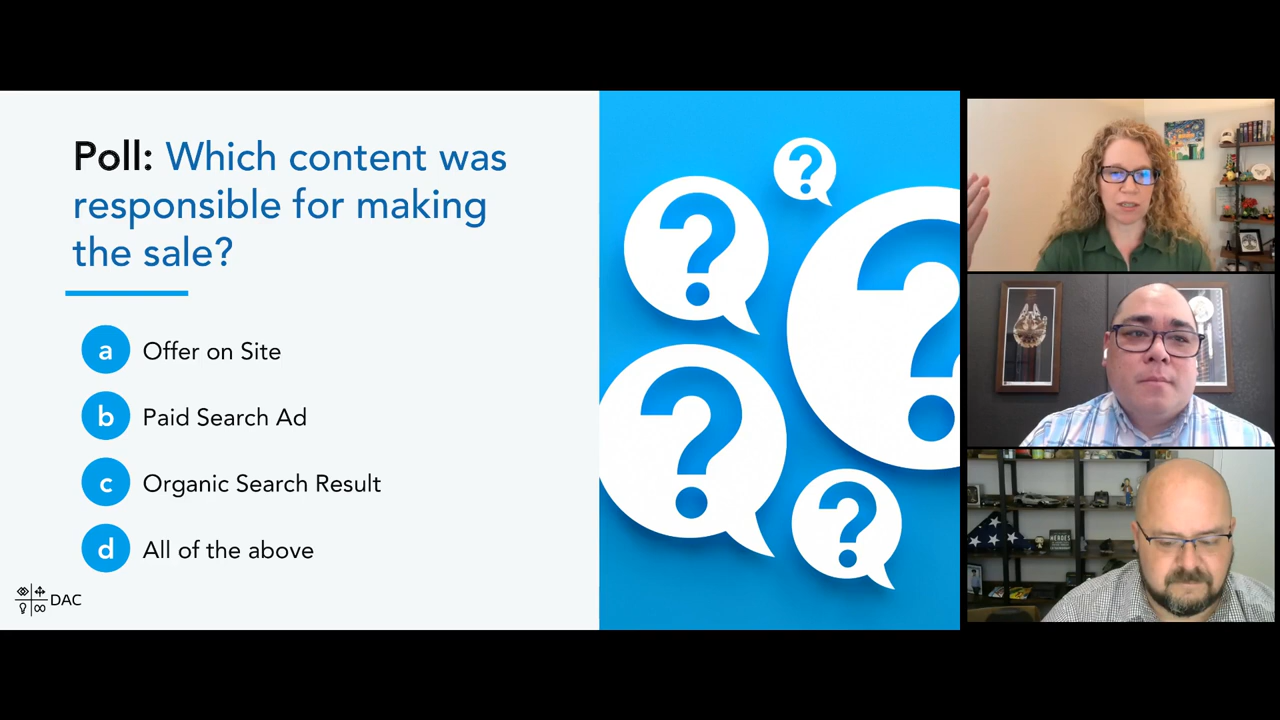 Poll: Which content was
responsible for making
the sale?
a Offer on Site
b Paid Search Ad
c Organic Search Result
d All of the above
DAC
? ? ? ? ?
HEROES